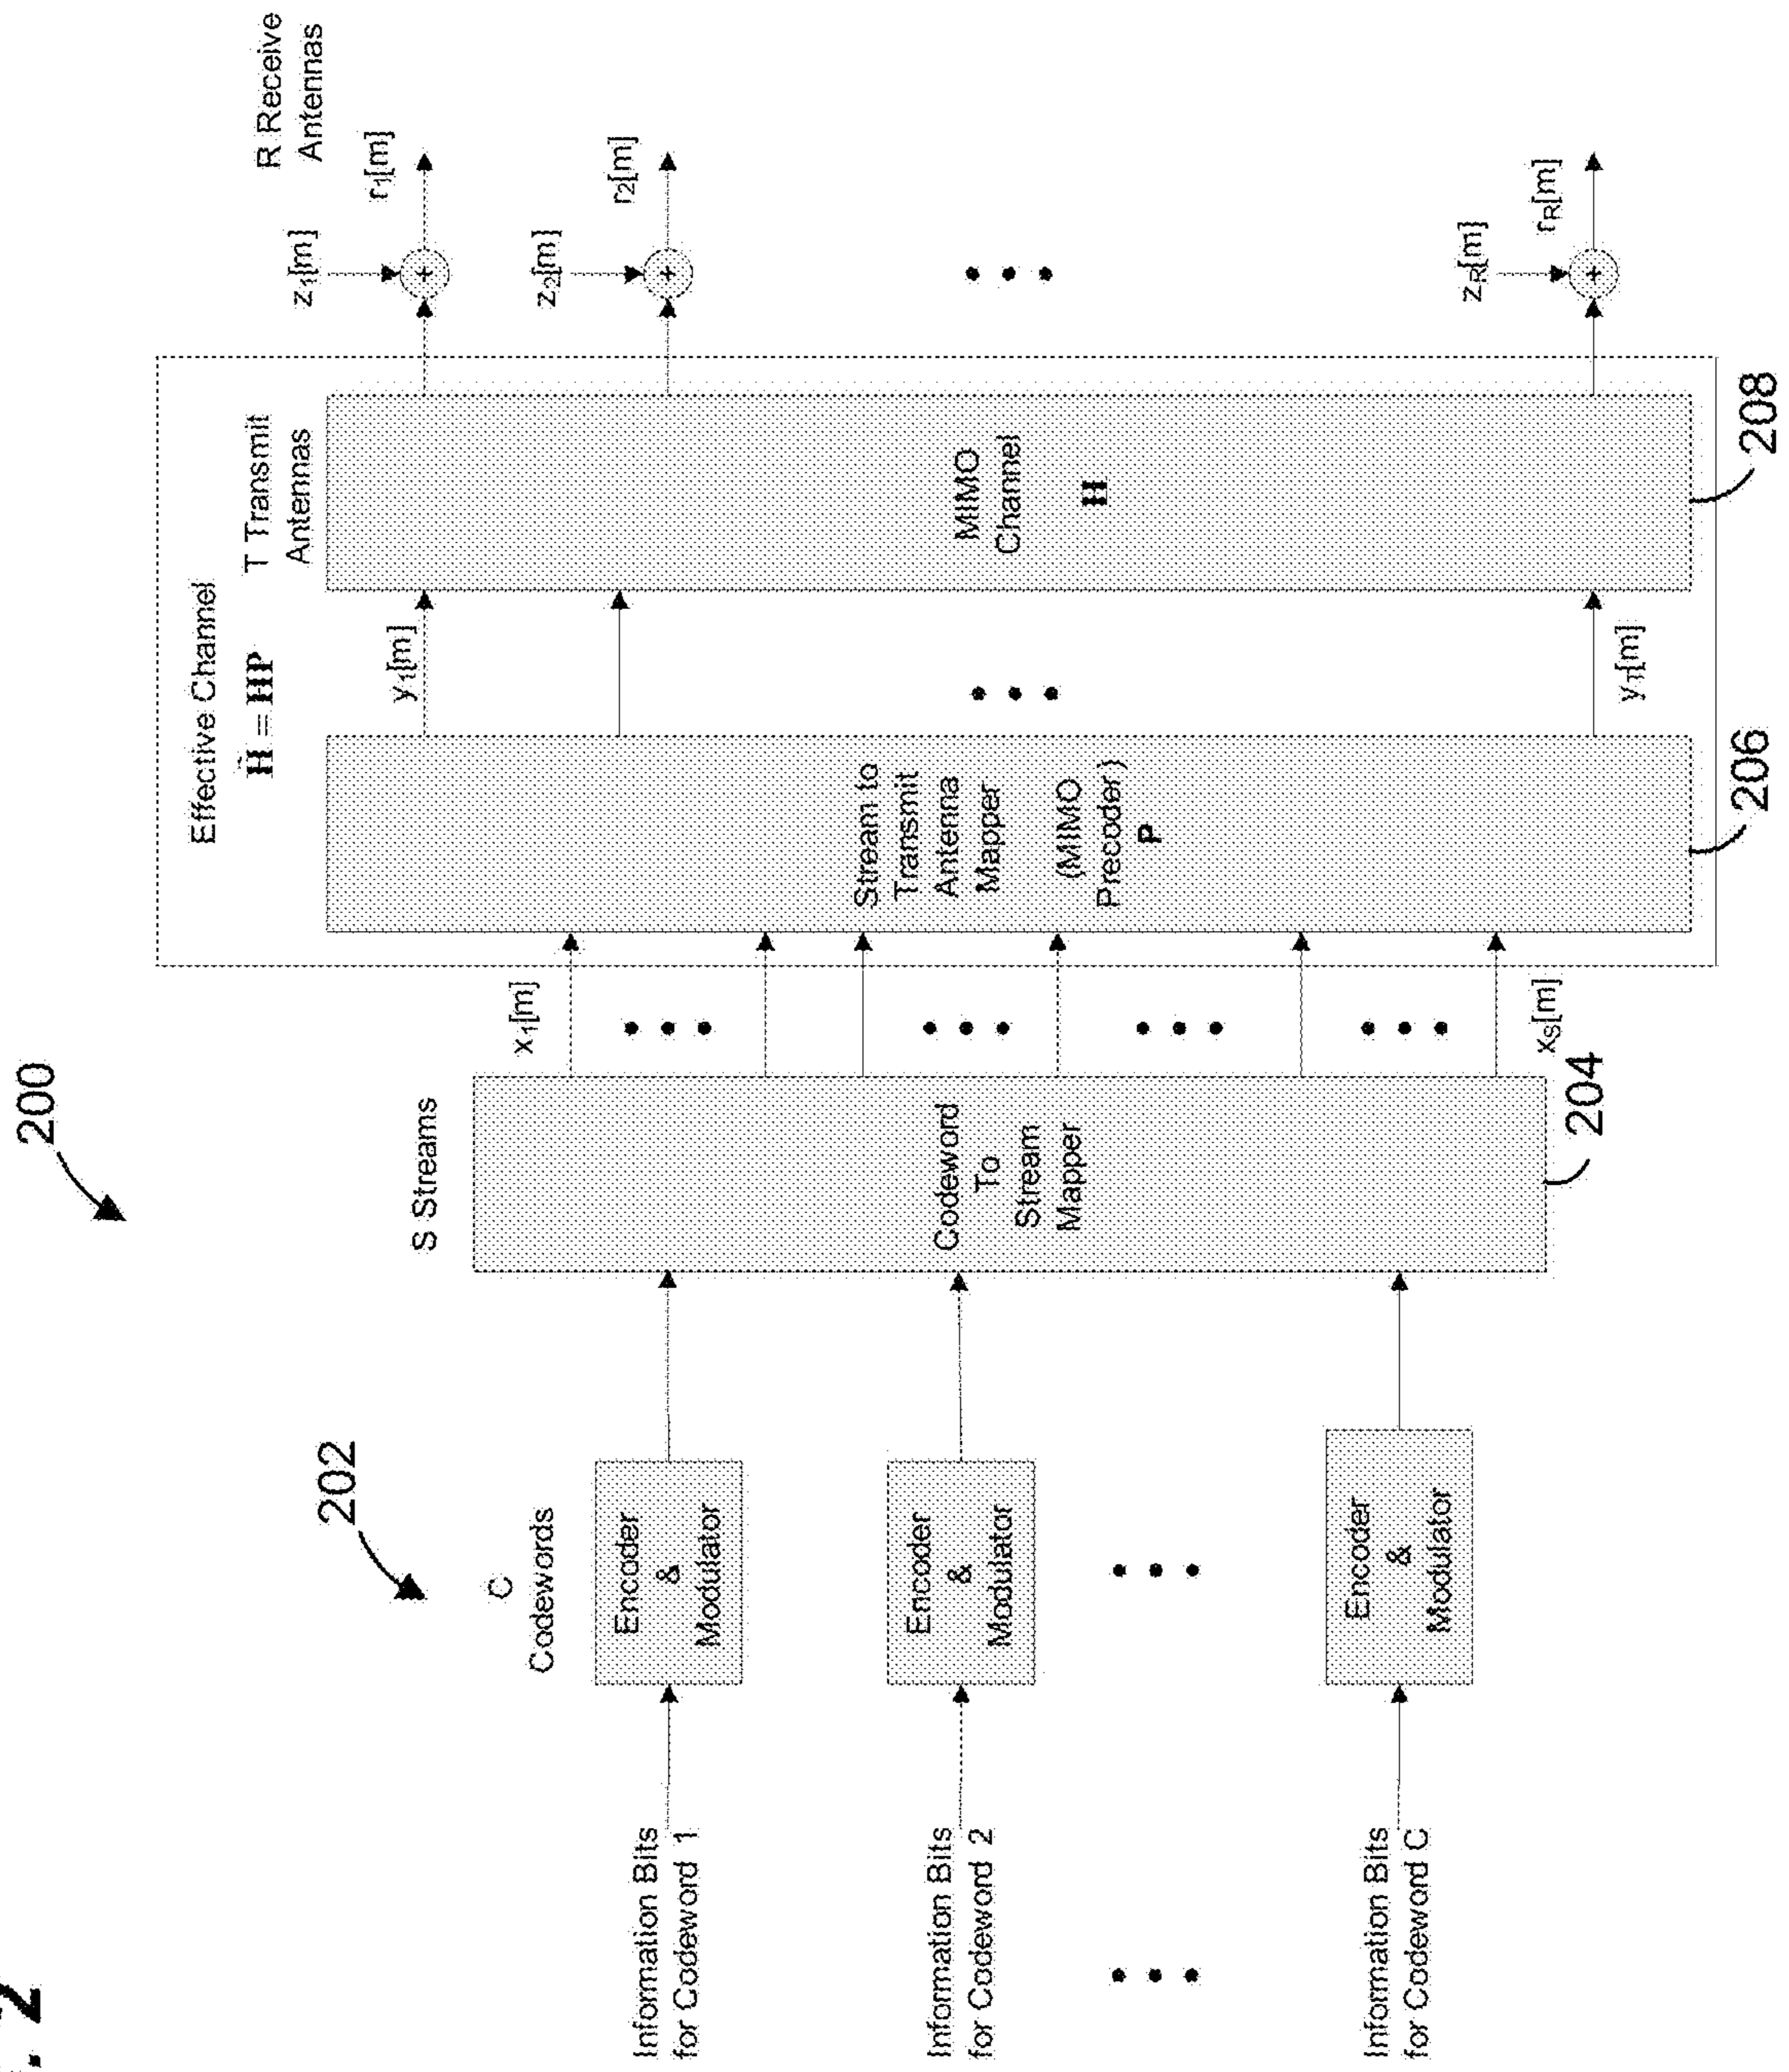 . 2
200
202
C
Codewords
S Streams
Effective Channel
H̃ = HP
T Transmit
Antennas
R Receive
Antennas
Information Bits
for Codeword 1
Encoder
&
Modulator
Information Bits
for Codeword 2
Encoder
&
Modulator
Information Bits
for Codeword C
Encoder
&
Modulator
Codeword
To
Stream
Mapper
204
x1[m]
xS[m]
Stream to
Transmit
Antenna
Mapper
(MIMO
Precoder)
P
206
y1[m]
yT[m]
MIMO
Channel
H
208
z1[m]
r1[m]
+
z2[m]
r2[m]
+
zR[m]
rR[m]
+